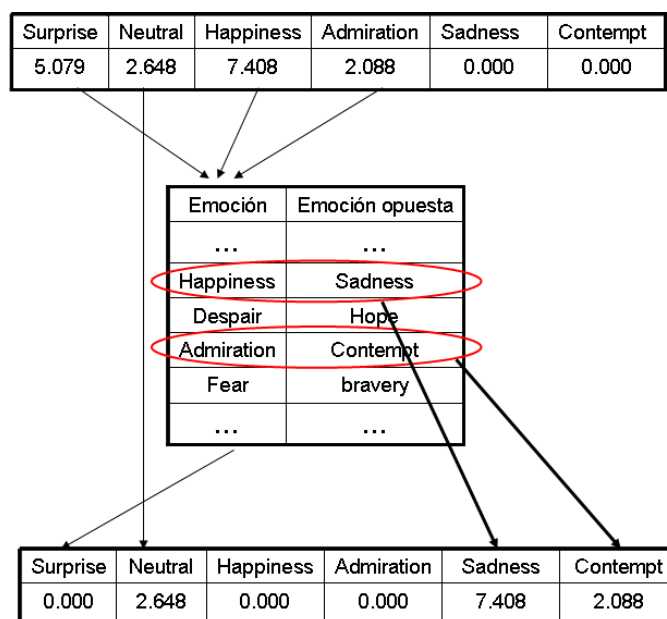 Surprise Neutral Happiness Admiration Sadness Contempt
5.079 2.648 7.408 2.088 0.000 0.000
Emoción Emoción opuesta
... ...
Happiness Sadness
Despair Hope
Admiration Contempt
Fear bravery
... ...
Surprise Neutral Happiness Admiration Sadness Contempt
0.000 2.648 0.000 0.000 7.408 2.088